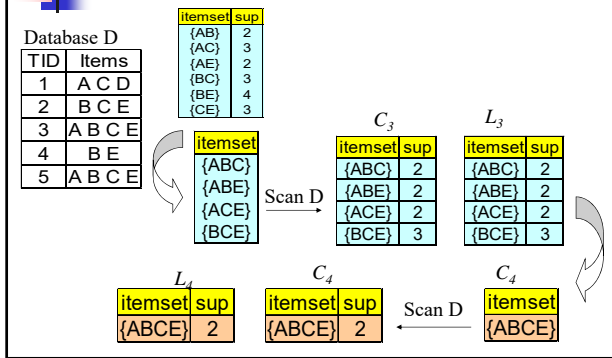 Database D
TID Items
1 A C D
2 B C E
3 A B C E
4 B E
5 A B C E
itemset sup
{AB} 2
{AC} 3
{AE} 2
{BC} 3
{BE} 4
{CE} 3
itemset
{ABC}
{ABE}
{ACE}
{BCE}
Scan D
C3
itemset sup
{ABC} 2
{ABE} 2
{ACE} 2
{BCE} 3
L3
itemset sup
{ABC} 2
{ABE} 2
{ACE} 2
{BCE} 3
L4
itemset sup
{ABCE} 2
C4
itemset sup
{ABCE} 2
Scan D
C4
itemset
{ABCE}